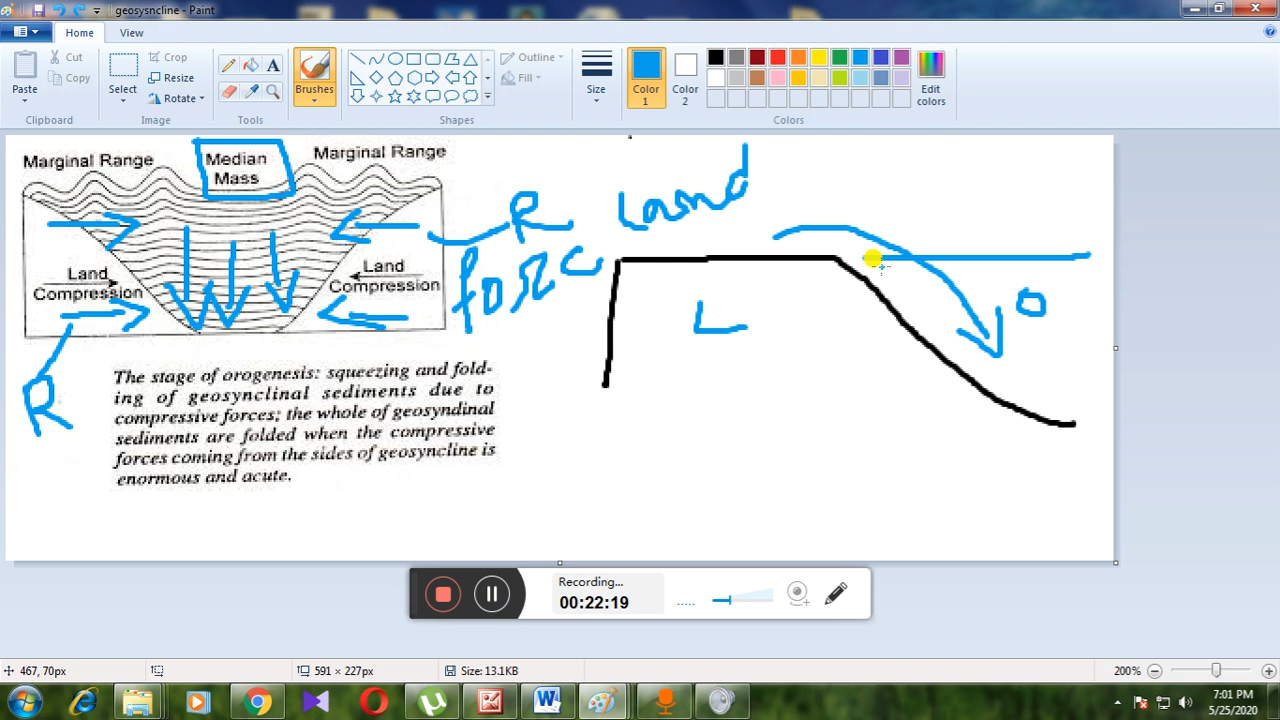 geosysncline - Paint
Home
View
Paste
Cut
Copy
Clipboard
Select
Crop
Resize
Rotate
Image
Tools
Brushes
Outline
Fill
Shapes
Size
Color 1
Color 2
Edit colors
Colors
Marginal Range
Median Mass
Marginal Range
Land Compression
Land Compression
R
R
Land
force
L
O
The stage of orogenesis: squeezing and fold-
ing of geosynclinal sediments due to
compressive forces; the whole of geosyndinal
sediments are folded when the compressive
forces coming from the sides of geosyncline is
enormous and acute.
Recording...
00:22:19
467, 70px
591 × 227px
Size: 13.1KB
200%
7:01 PM
5/25/2020